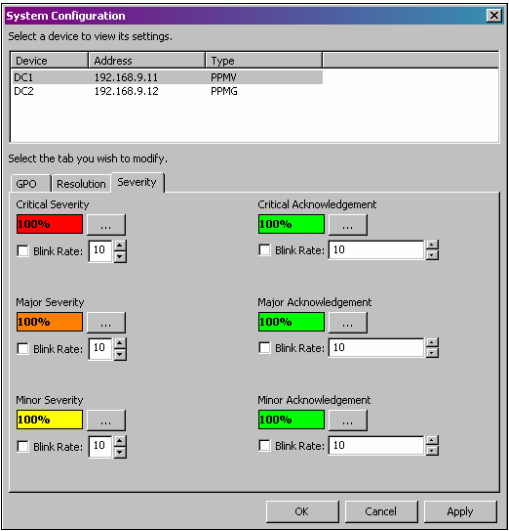 System Configuration
Select a device to view its settings.
Device Address Type
DC1 192.168.9.11 PPMV
DC2 192.168.9.12 PPMG
Select the tab you wish to modify.
GPO Resolution Severity
Critical Severity Critical Acknowledgement
100% ... 100% ...
Blink Rate: 10 Blink Rate: 10
Major Severity Major Acknowledgement
100% ... 100% ...
Blink Rate: 10 Blink Rate: 10
Minor Severity Minor Acknowledgement
100% ... 100% ...
Blink Rate: 10 Blink Rate: 10
OK Cancel Apply